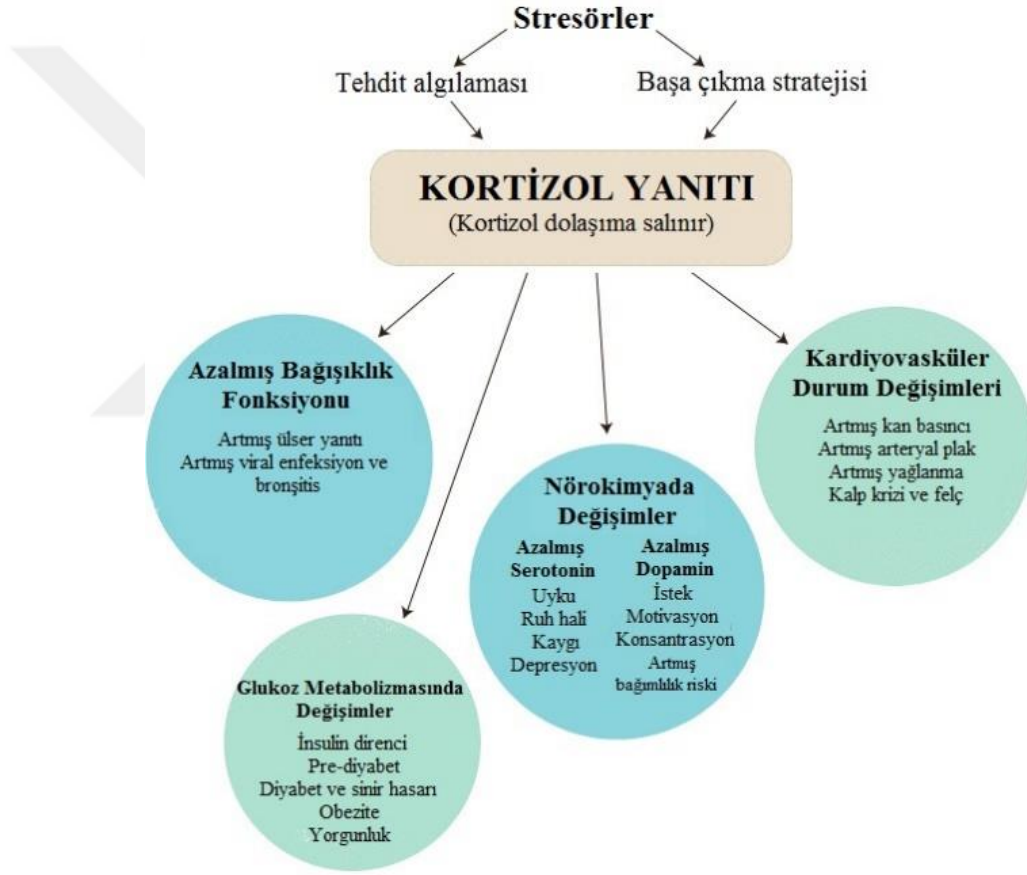 Stresörler
Tehdit algılaması
Başa çıkma stratejisi
KORTİZOL YANITI
(Kortizol dolaşıma salınır)
Azalmış Bağışıklık
Fonksiyonu
Artmış ülser yanıtı
Artmış viral enfeksiyon ve
bronşitis
Glukoz Metabolizmasında
Değişimler
İnsulin direnci
Pre-diyabet
Diyabet ve sinir hasarı
Obezite
Yorgunluk
Nörokimyada
Değişimler
Azalmış
Serotonin
Uyku
Ruh hali
Kaygı
Depresyon
Azalmış
Dopamin
İstek
Motivasyon
Konsantrasyon
Artmış
bağımlılık riski
Kardiyovasküler
Durum Değişimleri
Artmış kan basıncı
Artmış arteryal plak
Artmış yağlanma
Kalp krizi ve felç